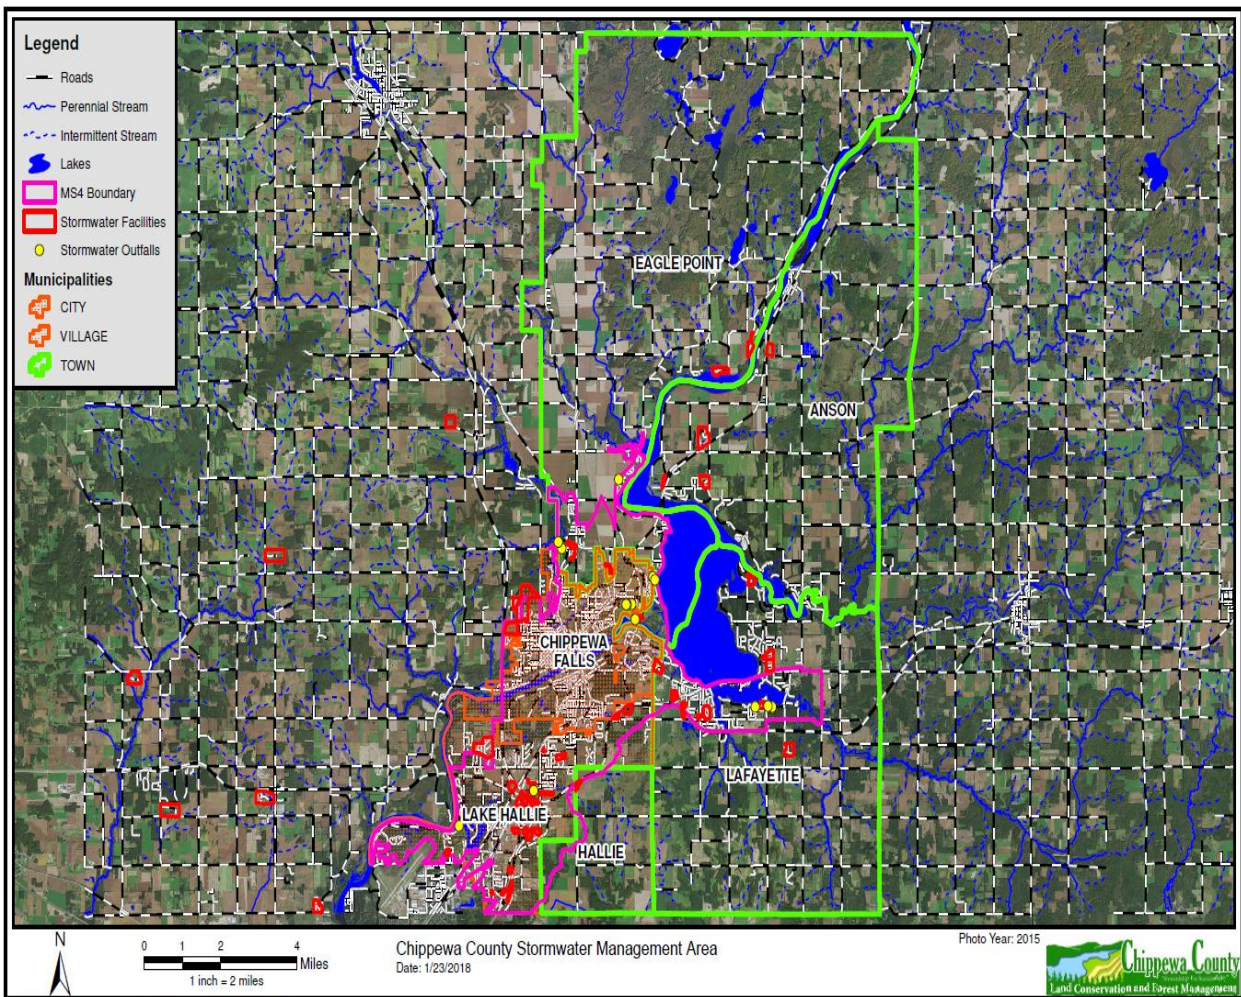 Legend
Roads
Perennial Stream
Intermittent Stream
Lakes
MS4 Boundary
Stormwater Facilities
Stormwater Outfalls
Municipalities
CITY
VILLAGE
TOWN
EAGLE POINT
ANSON
CHIPPEWA
FALLS
LAFAYETTE
LAKE HALLIE
HALLIE
N
0 1 2 4
Miles
1 inch = 2 miles
Chippewa County Stormwater Management Area
Date: 1/23/2018
Photo Year: 2015
Chippewa County
Land Conservation and Forest Management